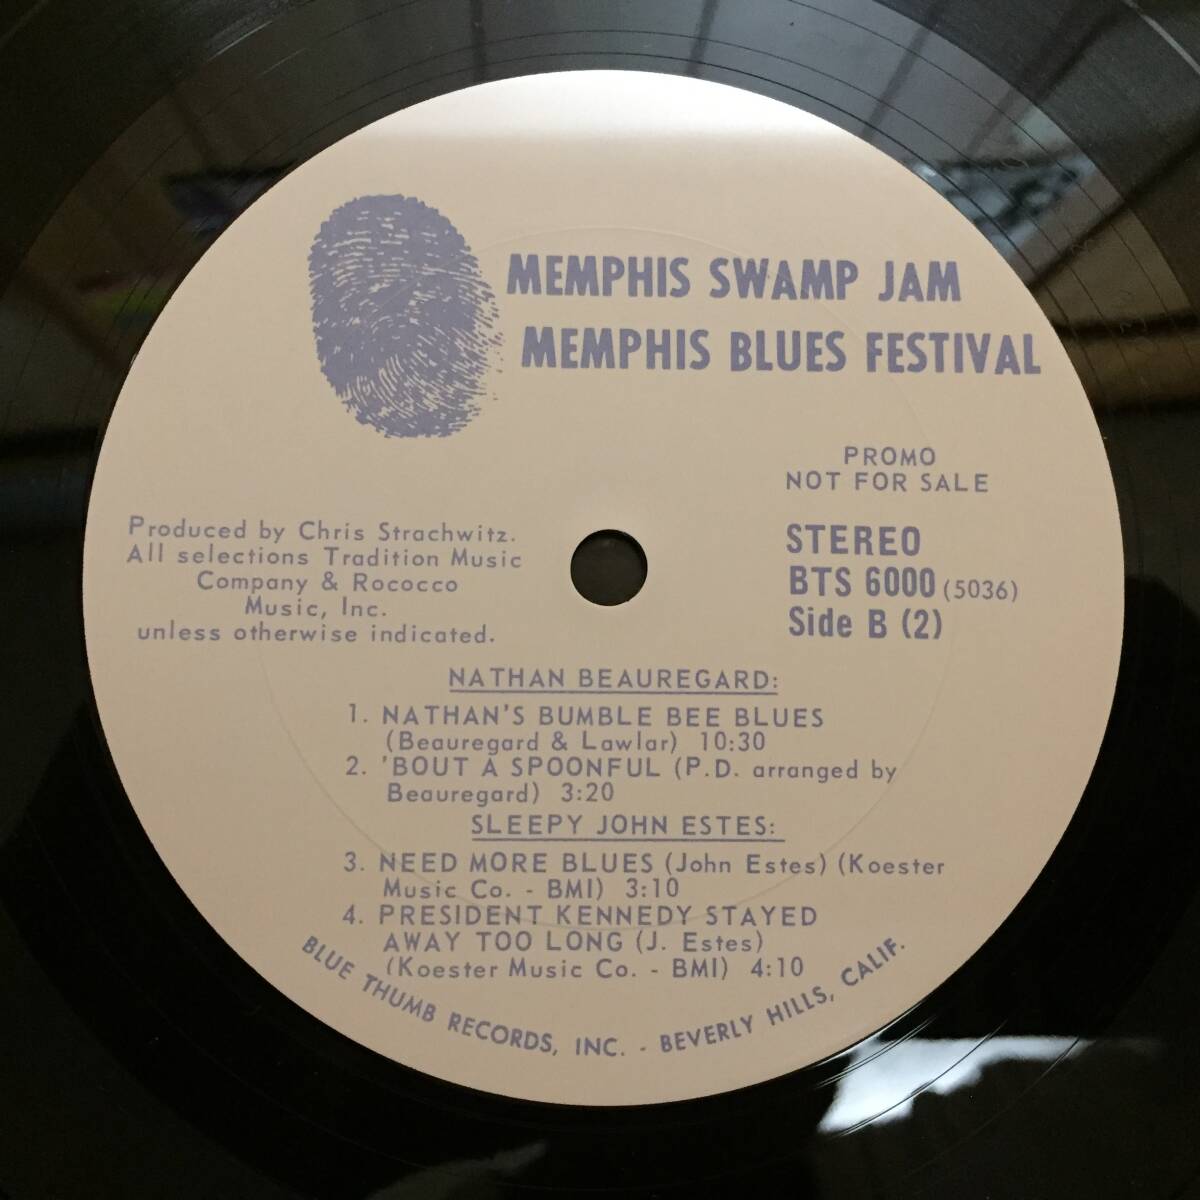 MEMPHIS SWAMP JAM
MEMPHIS BLUES FESTIVAL
PROMO
NOT FOR SALE
Produced by Chris Strachwitz.
All selections Tradition Music
Company & Rococco
Music, Inc.
unless otherwise indicated.
STEREO
BTS 6000 (5036)
Side B (2)
NATHAN BEAUREGARD:
1. NATHAN'S BUMBLE BEE BLUES
(Beauregard & Lawlar) 10:30
2. 'BOUT A SPOONFUL (P.D. arranged by
Beauregard) 3:20
SLEEPY JOHN ESTES:
3. NEED MORE BLUES (John Estes) (Koester
Music Co. - BMI) 3:10
4. PRESIDENT KENNEDY STAYED
AWAY TOO LONG (J. Estes)
(Koester Music Co. - BMI) 4:10
BLUE THUMB RECORDS, INC. - BEVERLY HILLS, CALIF.